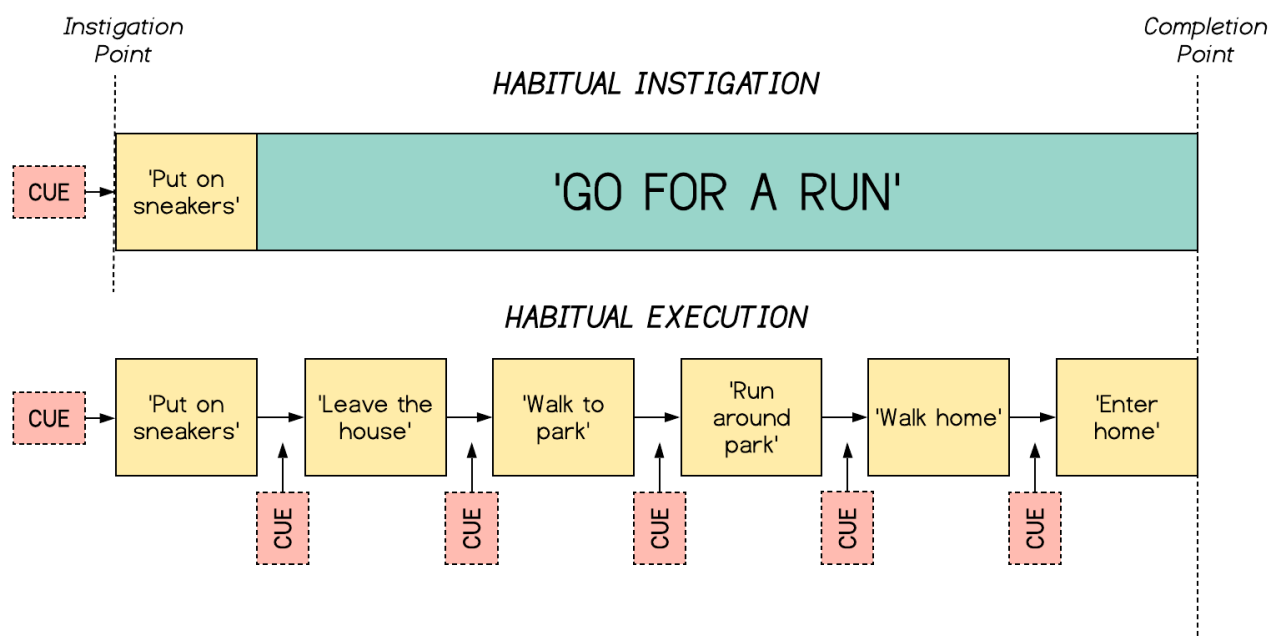 Instigation
Point
Completion
Point
HABITUAL INSTIGATION
CUE
'Put on
sneakers'
'GO FOR A RUN'
HABITUAL EXECUTION
CUE
'Put on
sneakers'
'Leave the
house'
'Walk to
park'
'Run
around
park'
'Walk home'
'Enter
home'
CUE
CUE
CUE
CUE
CUE